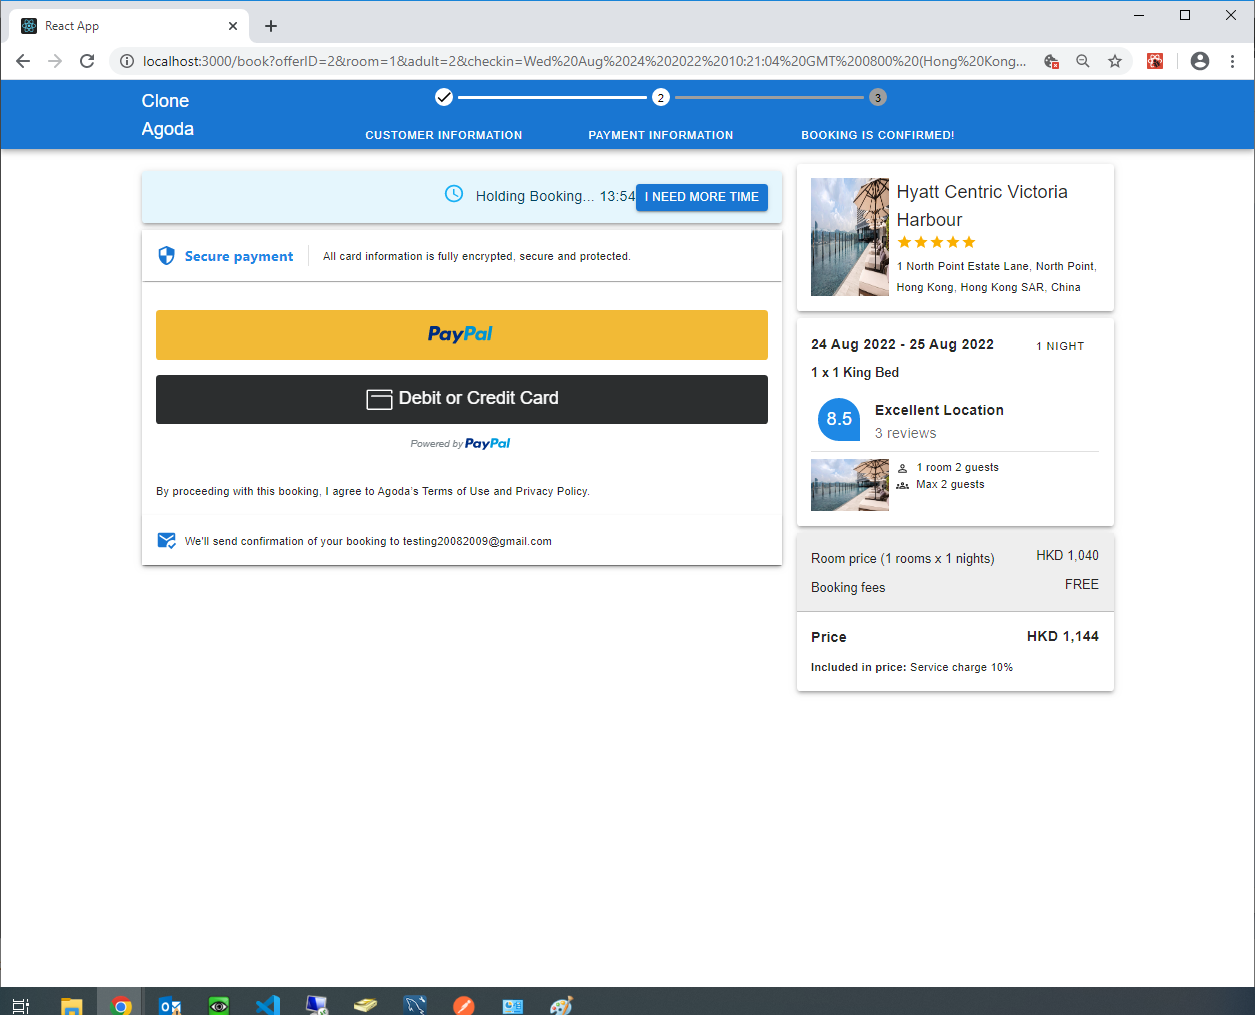 React App
localhost:3000/book?offerID=2&room=1&adult=2&checkin=Wed%20Aug%2024%202022%2010:21:04%20GMT%200800%20(Hong%20Kong...
Clone
Agoda
2
3
CUSTOMER INFORMATION
PAYMENT INFORMATION
BOOKING IS CONFIRMED!
Holding Booking... 13:54
I NEED MORE TIME
Secure payment
All card information is fully encrypted, secure and protected.
PayPal
Debit or Credit Card
Powered by PayPal
By proceeding with this booking, I agree to Agoda's Terms of Use and Privacy Policy.
We'll send confirmation of your booking to testing20082009@gmail.com
Hyatt Centric Victoria
Harbour
1 North Point Estate Lane, North Point,
Hong Kong, Hong Kong SAR, China
24 Aug 2022 - 25 Aug 2022
1 NIGHT
1 x 1 King Bed
8.5
Excellent Location
3 reviews
1 room 2 guests
Max 2 guests
Room price (1 rooms x 1 nights)
HKD 1,040
Booking fees
FREE
Price
HKD 1,144
Included in price: Service charge 10%